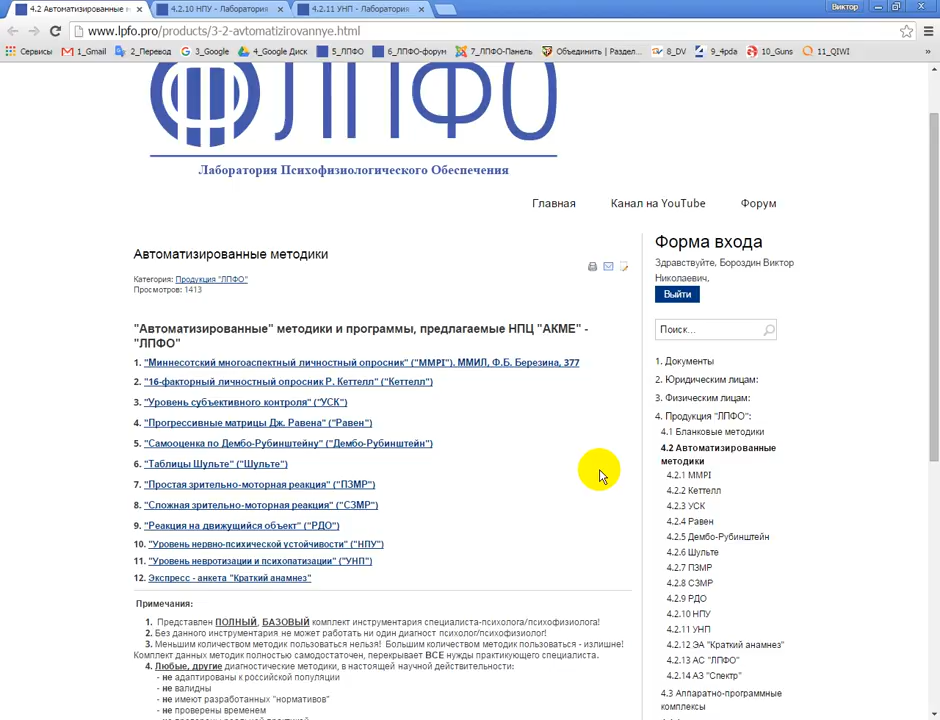 4.2 Автоматизированные м
4.2.10 НПУ - Лаборатория
4.2.11 УНП - Лаборатория
Виктор
www.lpfo.pro/products/3-2-avtomatizirovannye.html
Сервисы
1_Gmail
2_Перевод
3_Google
4_Google Диск
5_ЛПФО
6_ЛПФО-форум
7_ЛПФО-Панель
Объединить | Раздел...
8_DV
9_4pda
10_Guns
11_QIWI
»
ЛПФО
Лаборатория Психофизиологического Обеспечения
Главная
Канал на YouTube
Форум
Автоматизированные методики
Категория: Продукция "ЛПФО"
Просмотров: 1413
"Автоматизированные" методики и программы, предлагаемые НПЦ "АКМЕ" -
"ЛПФО"
1. "Миннесотский многоаспектный личностный опросник" ("MMPI"). ММИЛ, Ф.Б. Березина, 377
2. "16-факторный личностный опросник Р. Кеттелл" ("Кеттелл")
3. "Уровень субъективного контроля" ("УСК")
4. "Прогрессивные матрицы Дж. Равена" ("Равен")
5. "Самооценка по Дембо-Рубинштейну" ("Дембо-Рубинштейн")
6. "Таблицы Шульте" ("Шульте")
7. "Простая зрительно-моторная реакция" ("ПЗМР")
8. "Сложная зрительно-моторная реакция" ("СЗМР")
9. "Реакция на движущийся объект" ("РДО")
10. "Уровень нервно-психической устойчивости" ("НПУ")
11. "Уровень невротизации и психопатизации" ("УНП")
12. Экспресс - анкета "Краткий анамнез"
Примечания:
1. Представлен ПОЛНЫЙ, БАЗОВЫЙ комплект инструментария специалиста-психолога/психофизиолога!
2. Без данного инструментария не может работать ни один диагност психолог/психофизиолог!
3. Меньшим количеством методик пользоваться нельзя! Большим количеством методик пользоваться - излишне!
Комплект данных методик полностью самодостаточен, перекрывает ВСЕ нужды практикующего специалиста.
4. Любые, другие диагностические методики, в настоящей научной действительности:
- не адаптированы к российской популяции
- не валидны
- не имеют разработанных "нормативов"
- не проверены временем
Форма входа
Здравствуйте, Бороздин Виктор
Николаевич,
Выйти
Поиск...
1. Документы
2. Юридическим лицам:
3. Физическим лицам:
4. Продукция "ЛПФО":
4.1 Бланковые методики
4.2 Автоматизированные
методики
4.2.1 MMPI
4.2.2 Кеттелл
4.2.3 УСК
4.2.4 Равен
4.2.5 Дембо-Рубинштейн
4.2.6 Шульте
4.2.7 ПЗМР
4.2.8 СЗМР
4.2.9 РДО
4.2.10 НПУ
4.2.11 УНП
4.2.12 ЭА "Краткий анамнез"
4.2.13 АС "ЛПФО"
4.2.14 АЗ "Спектр"
4.3 Аппаратно-программные
комплексы